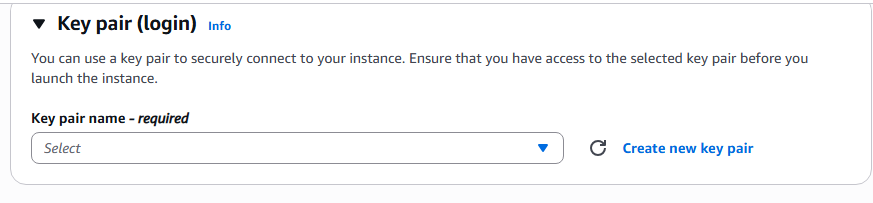 Key pair (login) Info
You can use a key pair to securely connect to your instance. Ensure that you have access to the selected key pair before you
launch the instance.
Key pair name - required
Select
Create new key pair